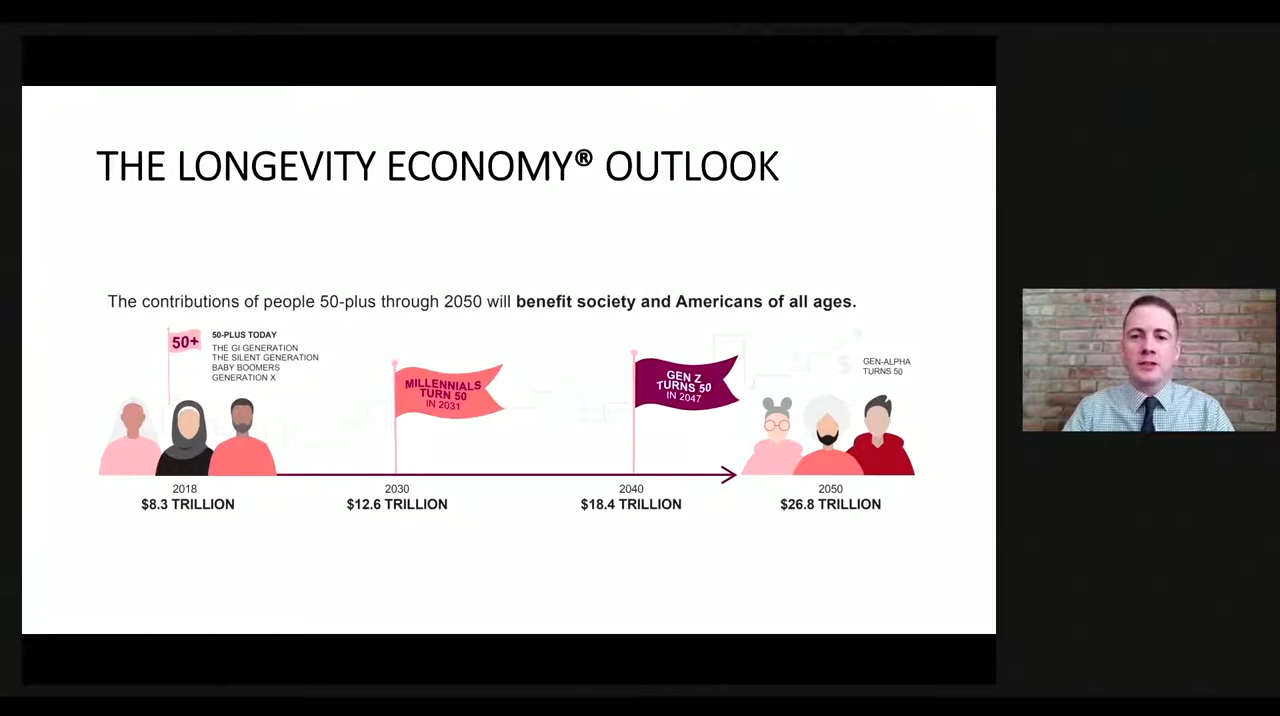 THE LONGEVITY ECONOMY® OUTLOOK
The contributions of people 50-plus through 2050 will benefit society and Americans of all ages.
50+
50-PLUS TODAY
THE GI GENERATION
THE SILENT GENERATION
BABY BOOMERS
GENERATION X
MILLENNIALS
TURN 50
IN 2031
GEN Z
TURNS 50
IN 2047
GEN-ALPHA
TURNS 50
2018
$8.3 TRILLION
2030
$12.6 TRILLION
2040
$18.4 TRILLION
2050
$26.8 TRILLION